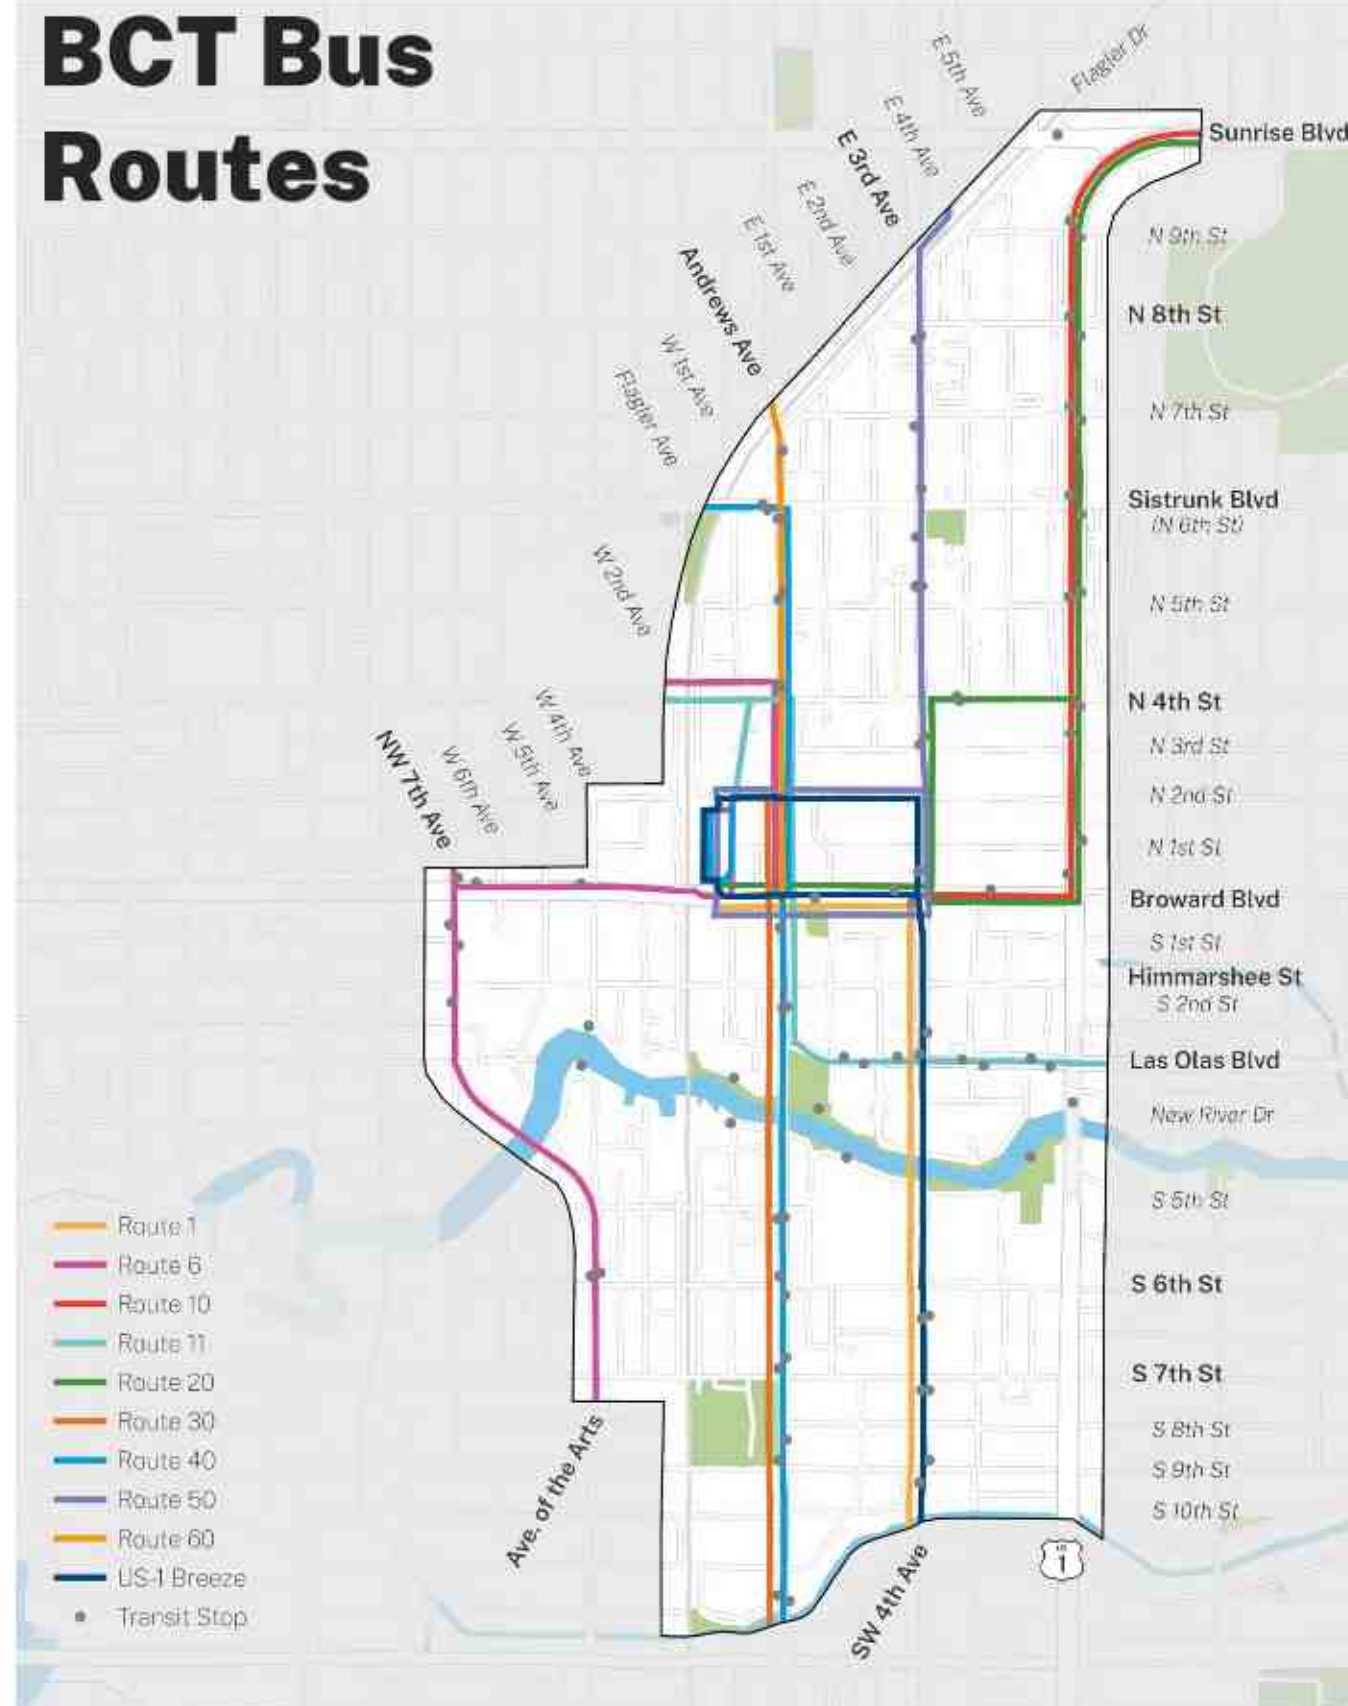 BCT Bus
Routes
Flagler Dr
E 5th Ave
E 4th Ave
E 3rd Ave
E 2nd Ave
E 1st Ave
Andrews Ave
W 1st Ave
Flagler Ave
W 2nd Ave
W 4th Ave
W 5th Ave
W 6th Ave
NW 7th Ave
Sunrise Blvd
N 9th St
N 8th St
N 7th St
Sistrunk Blvd
(N 6th St)
N 5th St
N 4th St
N 3rd St
N 2nd St
N 1st St
Broward Blvd
S 1st St
Himmarshee St
S 2nd St
Las Olas Blvd
New River Dr
S 5th St
S 6th St
S 7th St
S 8th St
S 9th St
S 10th St
Route 1
Route 6
Route 10
Route 11
Route 20
Route 30
Route 40
Route 50
Route 60
US-1 Breeze
Transit Stop
Ave. of the Arts
SW 4th Ave
1